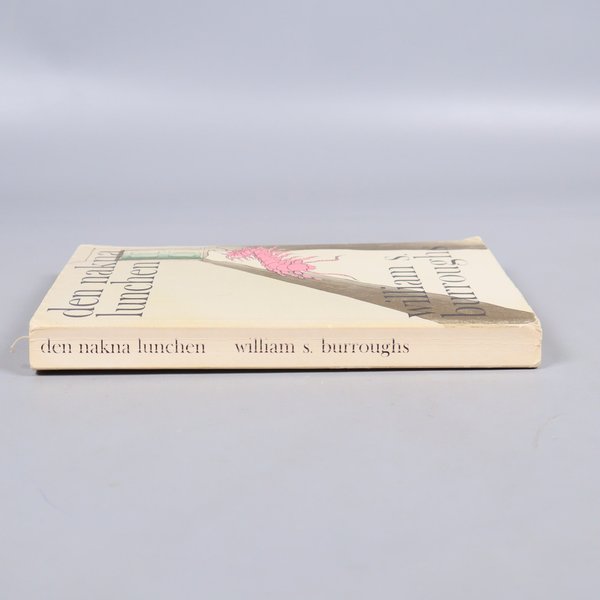 den nakna
lunchen
william s.
burroughs
den nakna lunchen william s. burroughs